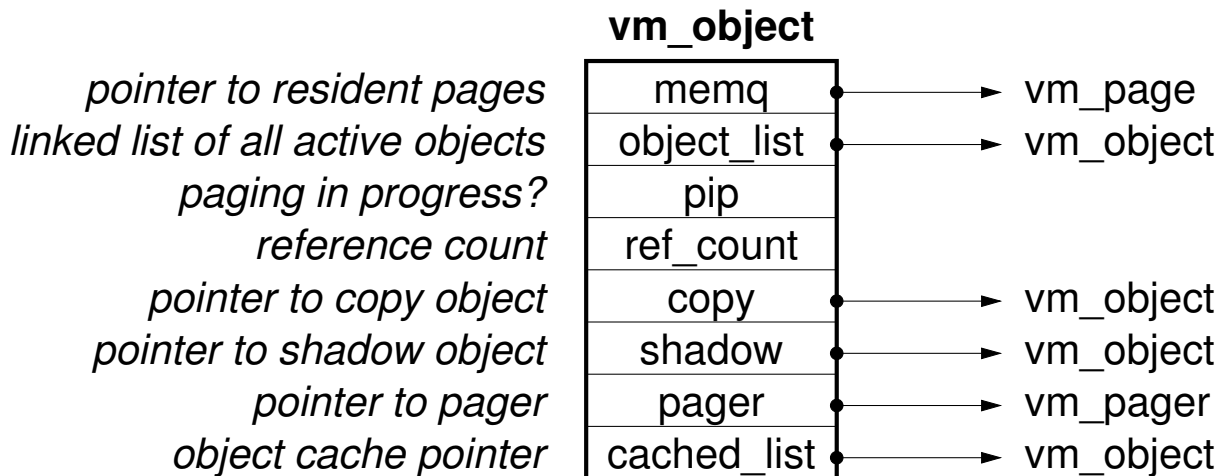 vm_object
pointer to resident pages memq vm_page
linked list of all active objects object_list vm_object
paging in progress? pip
reference count ref_count
pointer to copy object copy vm_object
pointer to shadow object shadow vm_object
pointer to pager pager vm_pager
object cache pointer cached_list vm_object